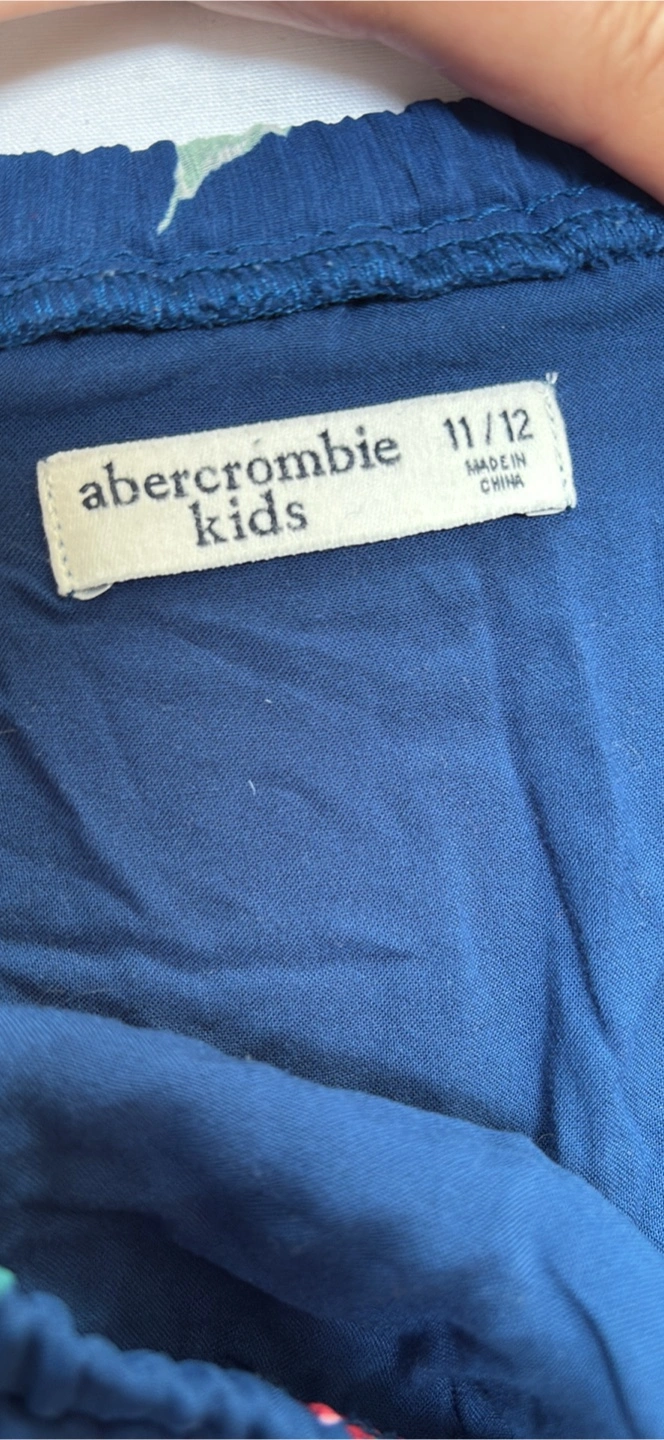 abercrombie
kids
11/12
MADE IN
CHINA